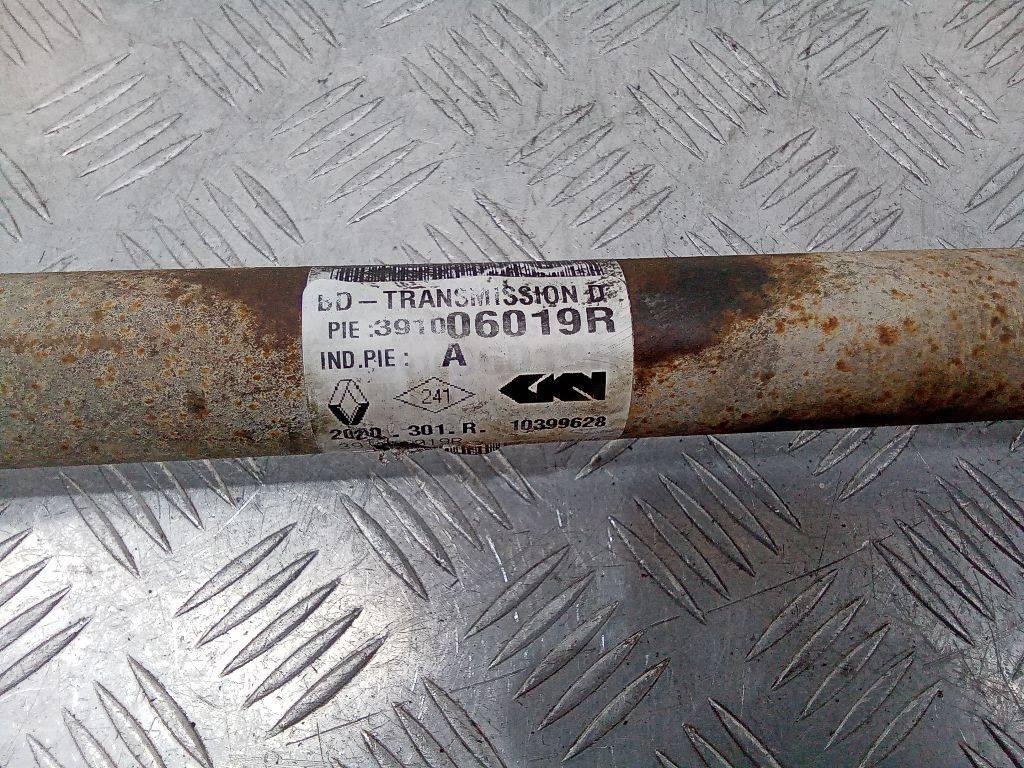 BD-TRANSMISSION D
PIE :391006019R
IND.PIE : A
241 GKN
2020 - 301. R. 10399628